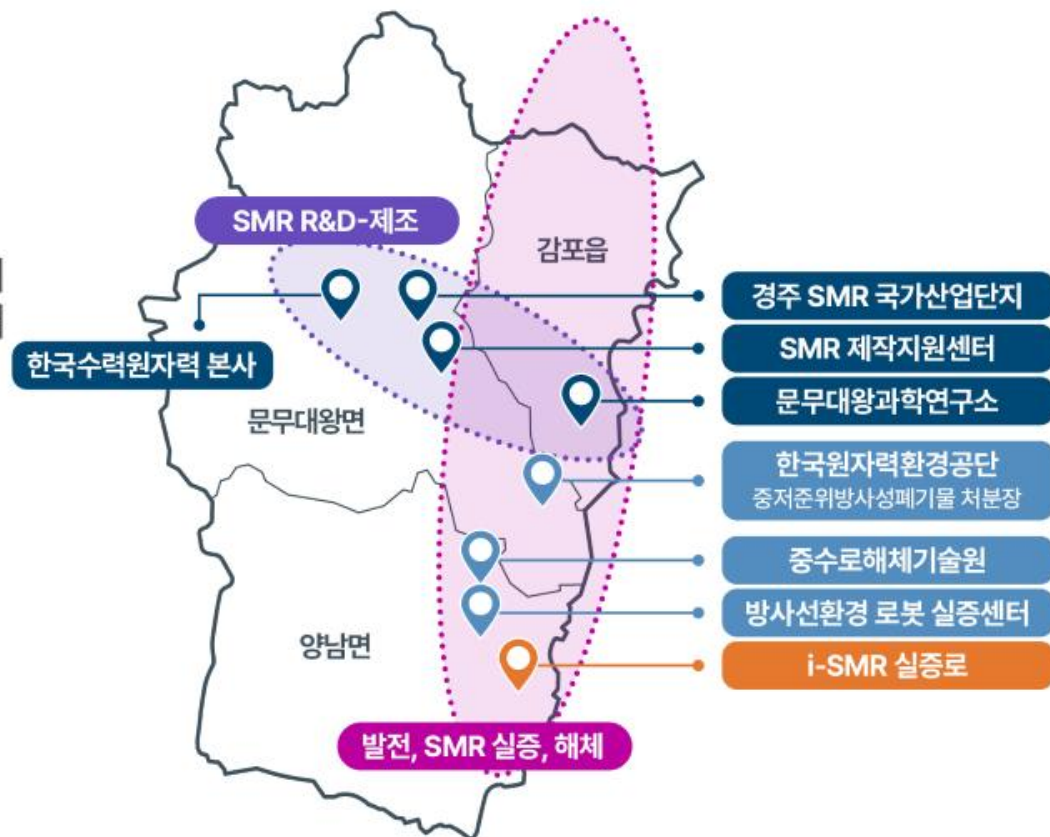 SMR R&D-제조
감포읍
한국수력원자력 본사
경주 SMR 국가산업단지
SMR 제작지원센터
문무대왕과학연구소
문무대왕면
한국원자력환경공단
중저준위방사성폐기물 처분장
중수로해체기술원
방사선환경 로봇 실증센터
양남면
i-SMR 실증로
발전, SMR 실증, 해체